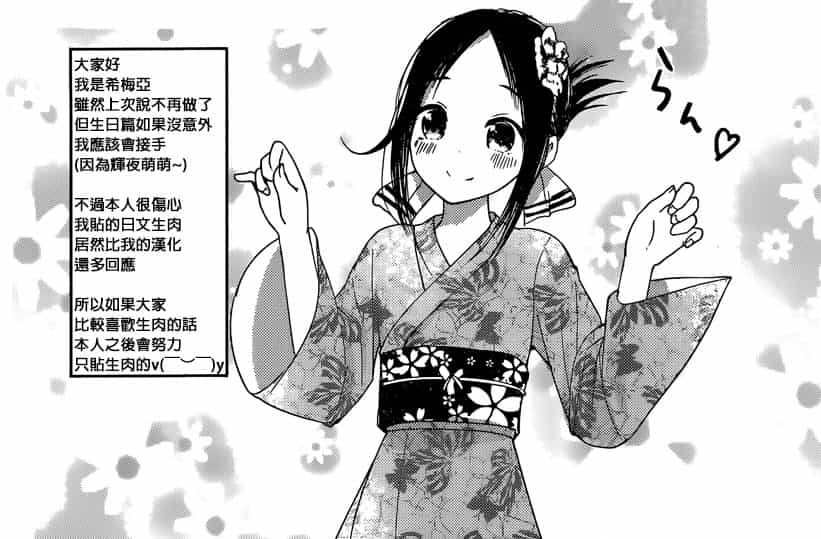 大家好
我是希梅亞
雖然上次說不再做了
但生日篇如果沒意外
我應該會接手
(因為輝夜萌萌~)
不過本人很傷心
我貼的日文生肉
居然比我的漢化
還多回應
所以如果大家
比較喜歡生肉的話
本人之後會努力
只貼生肉的v(￣︶￣)y
らん♡